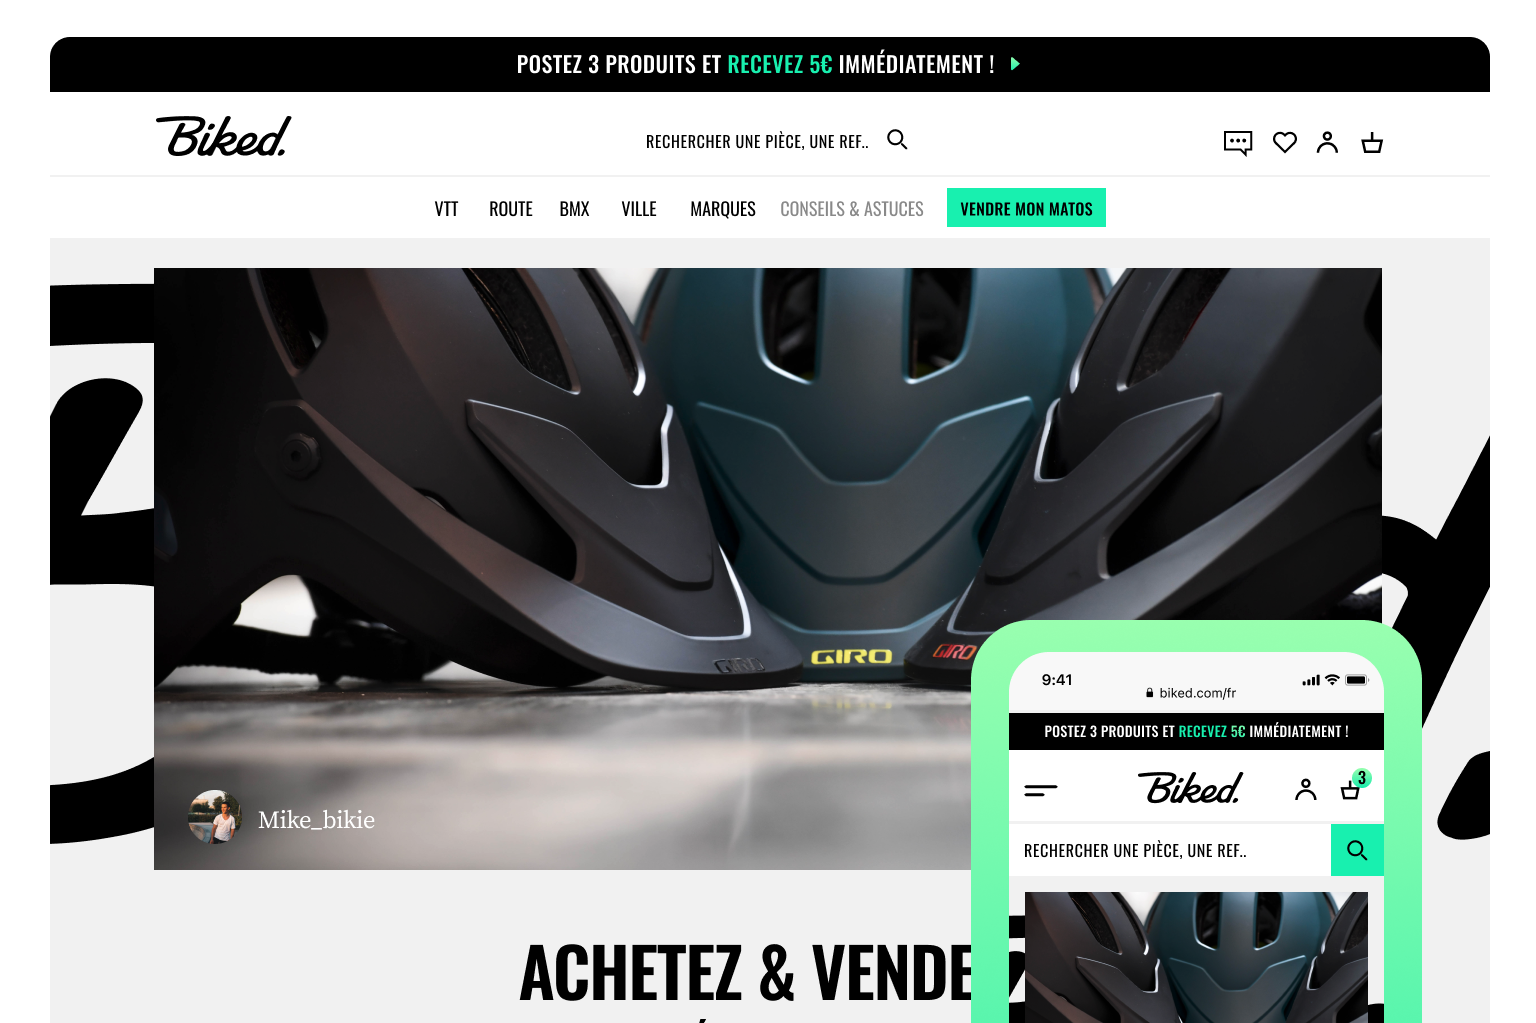 POSTEZ 3 PRODUITS ET RECEVEZ 5€ IMMÉDIATEMENT !
Biked.
RECHERCHER UNE PIÈCE, UNE REF..
VTT ROUTE BMX VILLE MARQUES CONSEILS & ASTUCES VENDRE MON MATOS
GIRO GIRO GIRO
Mike_bikie
ACHETEZ & VENDE
9:41
biked.com/fr
POSTEZ 3 PRODUITS ET RECEVEZ 5€ IMMÉDIATEMENT !
Biked.
3
RECHERCHER UNE PIÈCE, UNE REF..